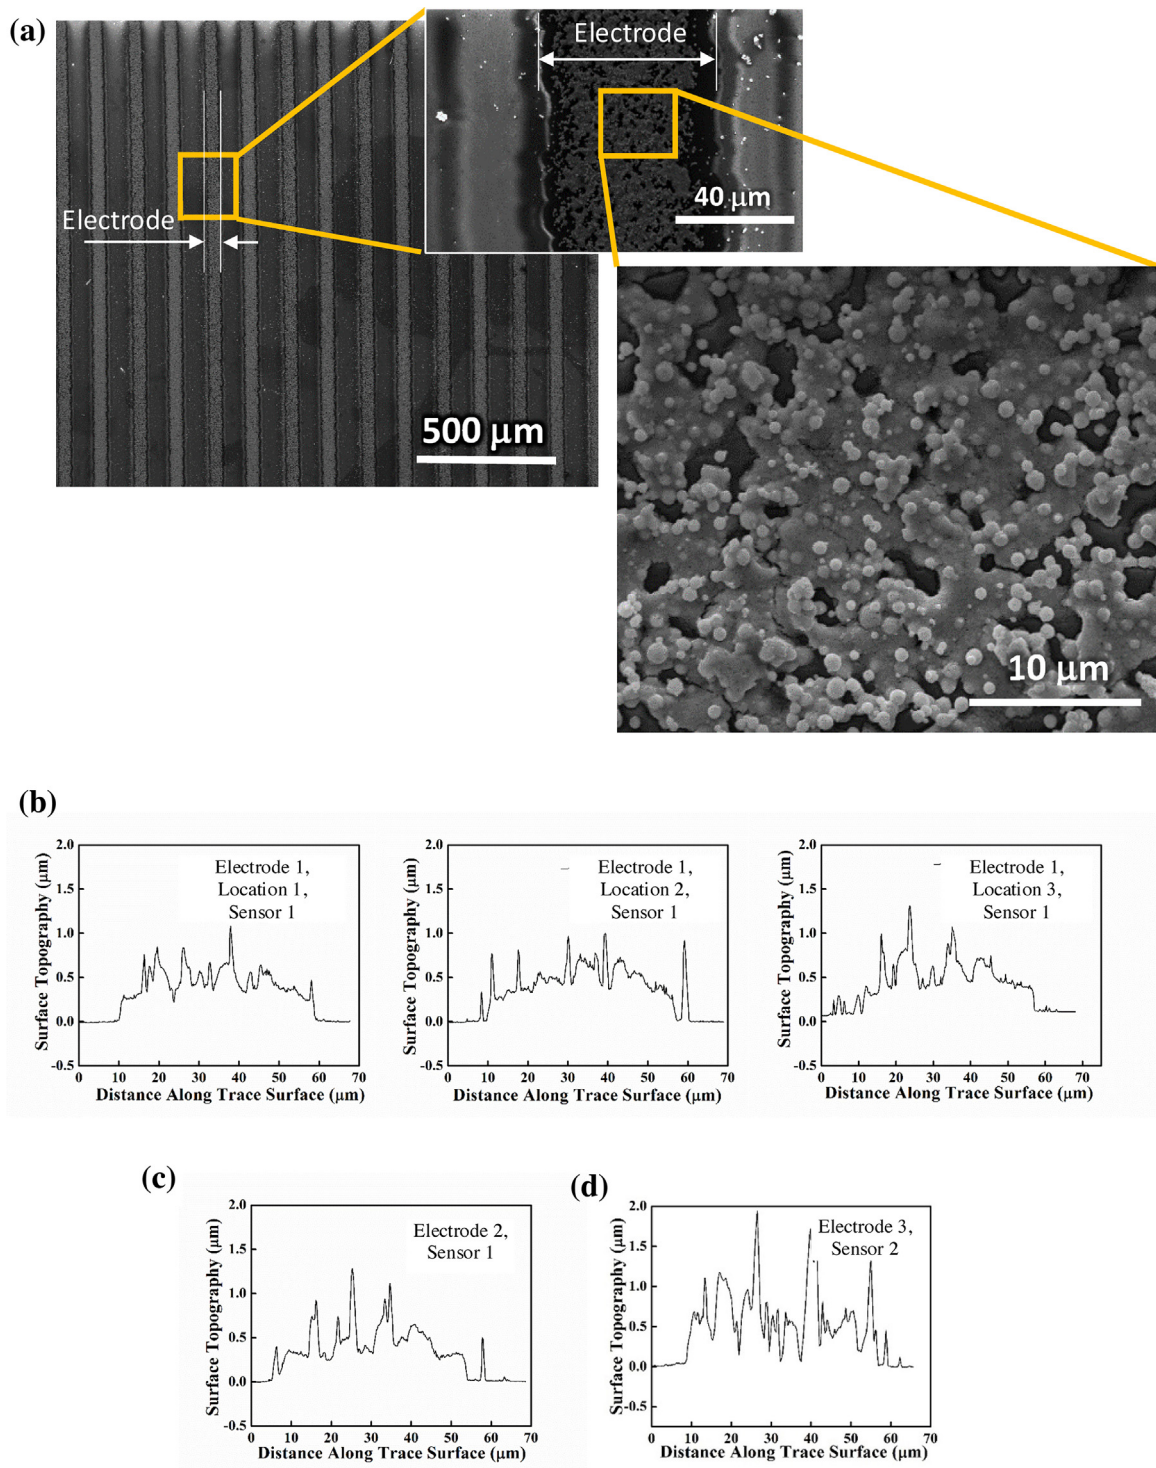 (a)
Electrode
40 μm
Electrode
500 μm
10 μm
(b)
Surface Topography (μm)
2.0
1.5
1.0
0.5
0.0
-0.5
Electrode 1,
Location 1,
Sensor 1
0 10 20 30 40 50 60 70
Distance Along Trace Surface (μm)
Surface Topography (μm)
2.0
1.5
1.0
0.5
0.0
-0.5
Electrode 1,
Location 2,
Sensor 1
0 10 20 30 40 50 60 70
Distance Along Trace Surface (μm)
Surface Topography (μm)
2.0
1.5
1.0
0.5
0.0
-0.5
Electrode 1,
Location 3,
Sensor 1
0 10 20 30 40 50 60 70
Distance Along Trace Surface (μm)
(c)
Surface Topography (μm)
2.0
1.5
1.0
0.5
0.0
-0.5
Electrode 2,
Sensor 1
0 10 20 30 40 50 60 70
Distance Along Trace Surface (μm)
(d)
Surface Topography (μm)
2.0
1.5
1.0
0.5
0.0
-0.5
Electrode 3,
Sensor 2
0 10 20 30 40 50 60 70
Distance Along Trace Surface (μm)